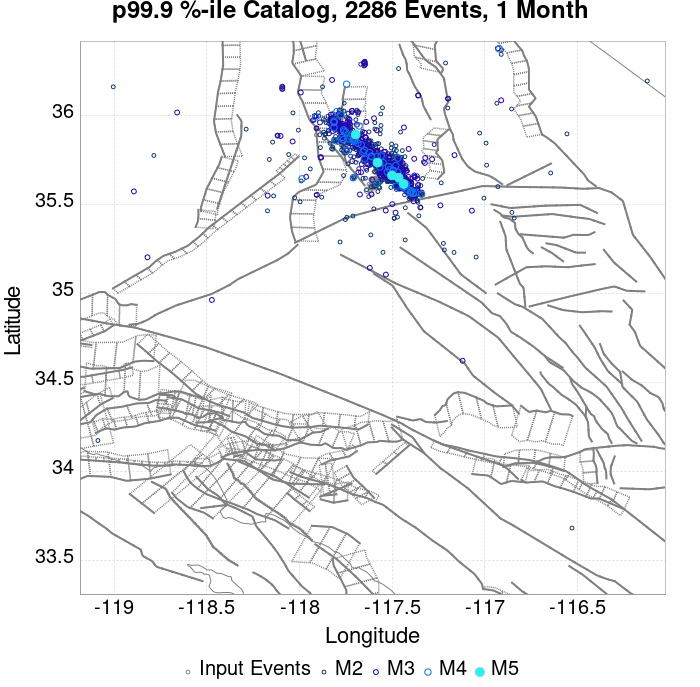 p99.9 %-ile Catalog, 2286 Events, 1 Month
36
35.5
35
34.5
34
33.5
Latitude
-119 -118.5 -118 -117.5 -117 -116.5
Longitude
Input Events M2 M3 M4 M5